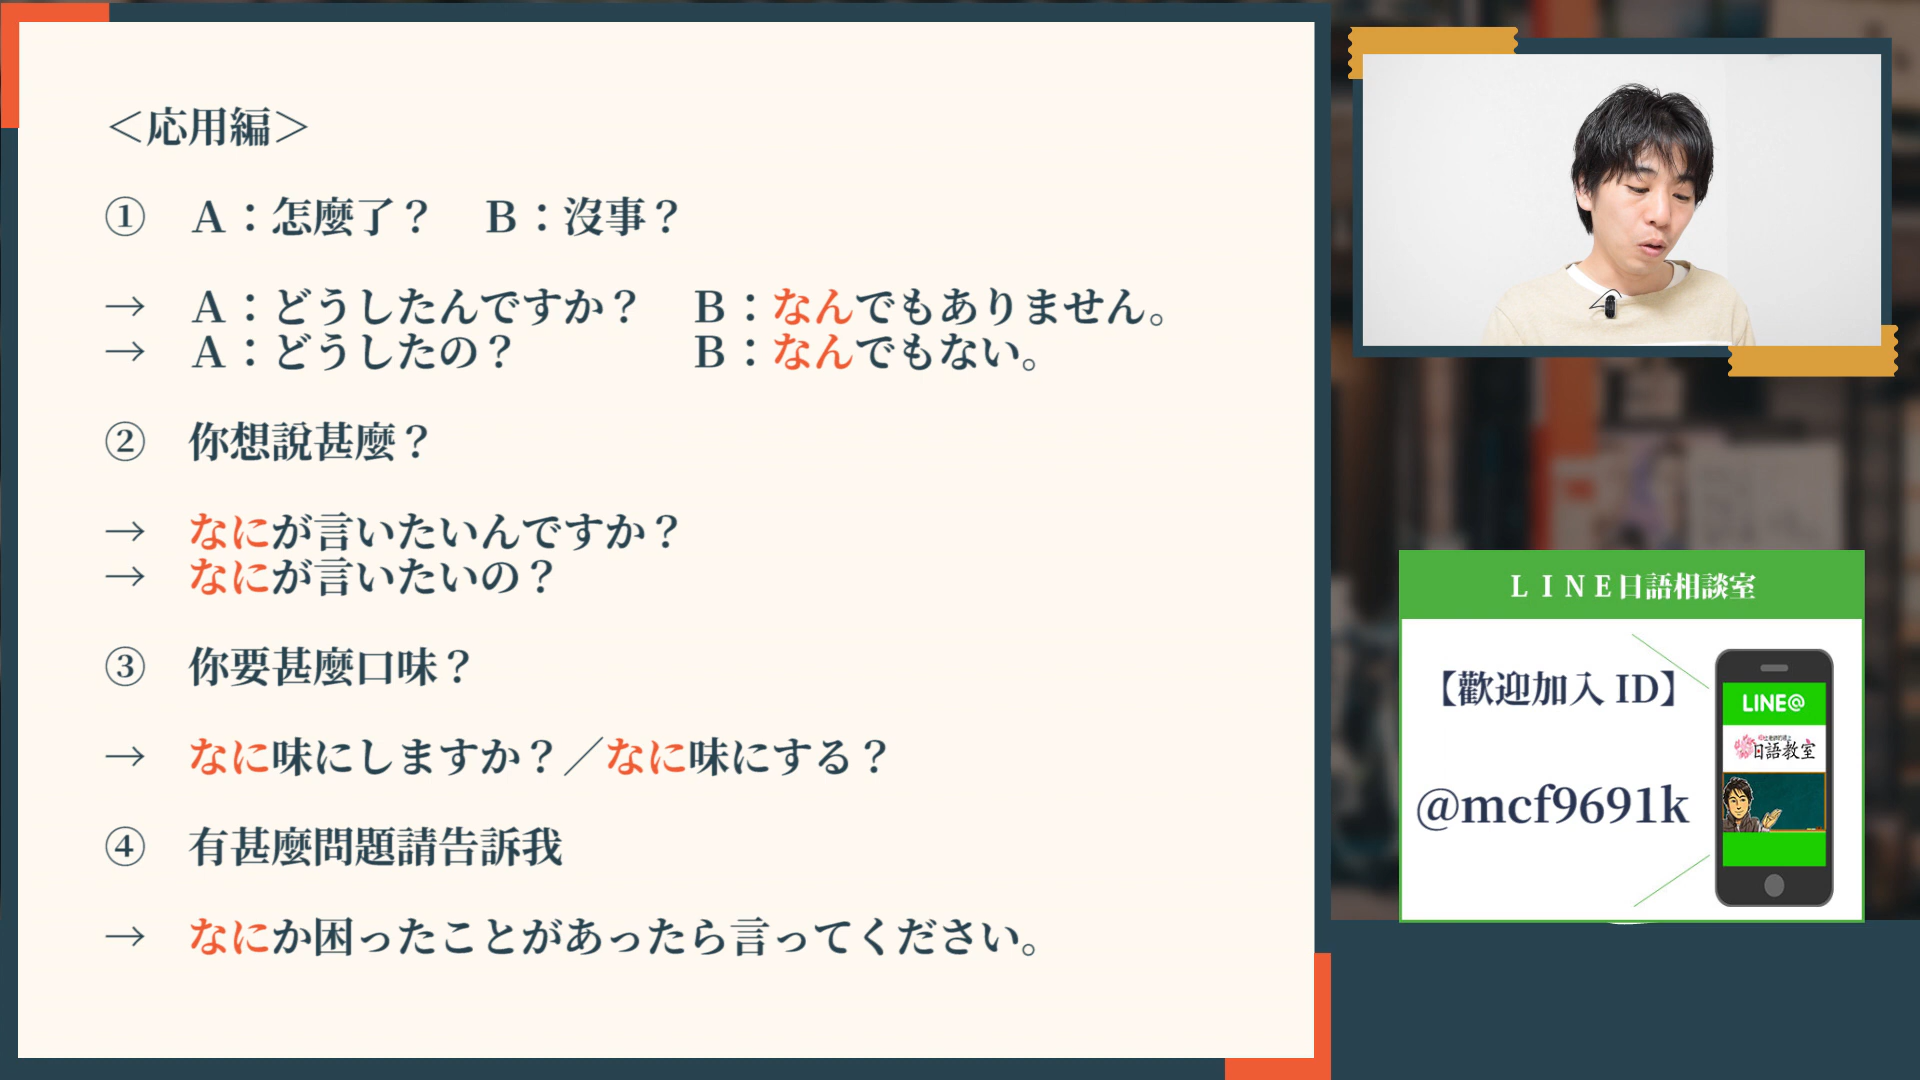 ＜応用編＞
①　A：怎麼了？　B：沒事？
→　A：どうしたんですか？　B：なんでもありません。
→　A：どうしたの？　B：なんでもない。
②　你想說甚麼？
→　なにが言いたいんですか？
→　なにが言いたいの？
③　你要甚麼口味？
→　なに味にしますか？／なに味にする？
④　有甚麼問題請告訴我
→　なにか困ったことがあったら言ってください。
ＬＩＮＥ日語相談室
【歡迎加入 ID】
@mcf9691k
LINE@
日語教室